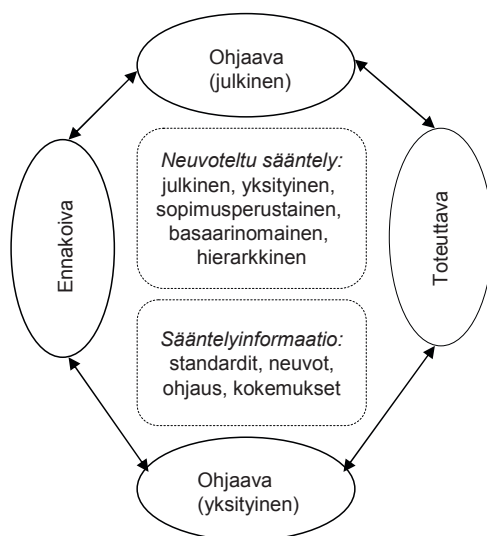 Ohjaava
(julkinen)
Ennakoiva
Neuvoteltu sääntely:
julkinen, yksityinen,
sopimusperustainen,
basaarinomainen,
hierarkkinen
Toteuttava
Sääntelyinformaatio:
standardit, neuvot,
ohjaus, kokemukset
Ohjaava
(yksityinen)